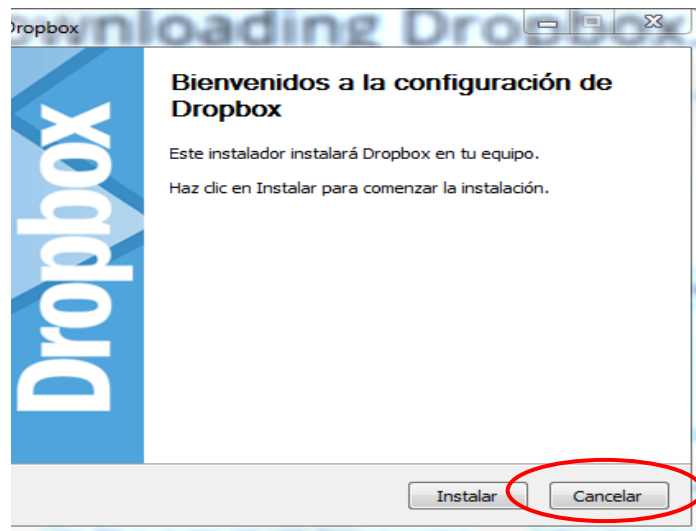 Dropbox
ownloading Dropbox
Bienvenidos a la configuración de
Dropbox
Este instalador instalará Dropbox en tu equipo.
Haz clic en Instalar para comenzar la instalación.
Dropbox
Instalar
Cancelar